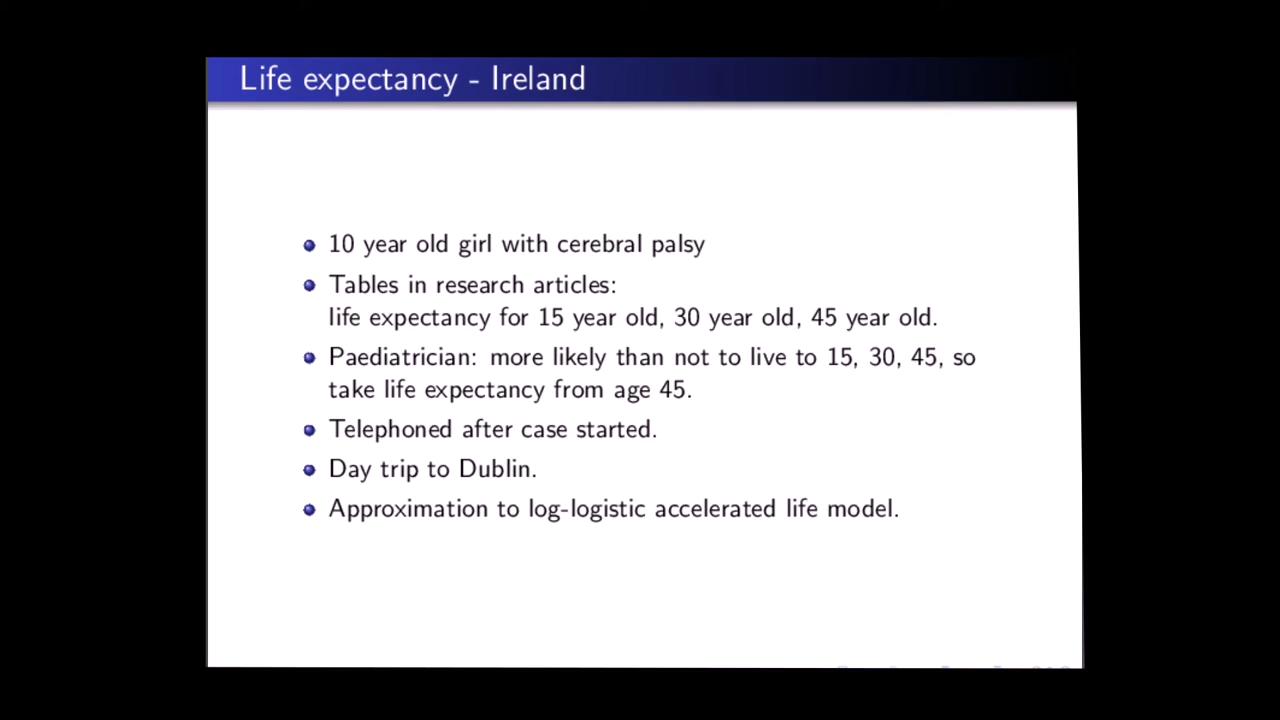 Life expectancy - Ireland
10 year old girl with cerebral palsy
Tables in research articles:
life expectancy for 15 year old, 30 year old, 45 year old.
Paediatrician: more likely than not to live to 15, 30, 45, so
take life expectancy from age 45.
Telephoned after case started.
Day trip to Dublin.
Approximation to log-logistic accelerated life model.